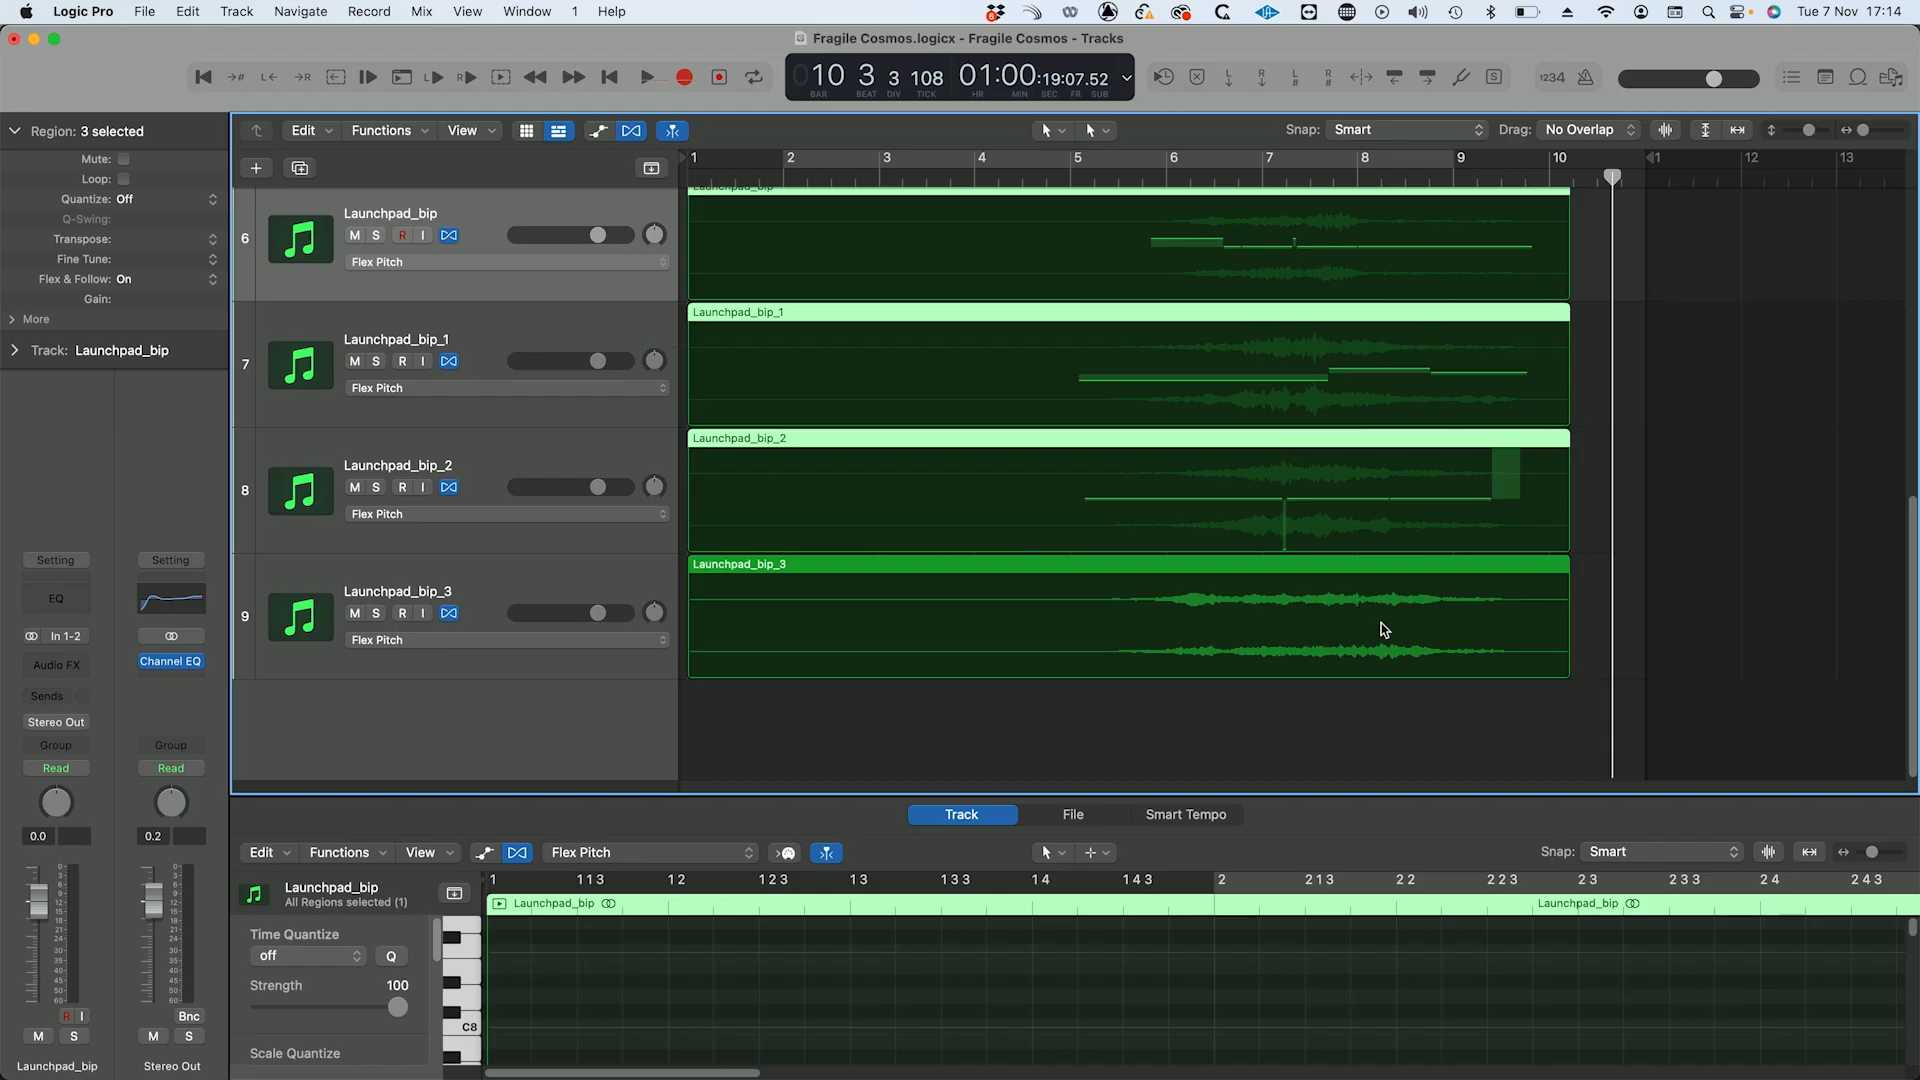 Logic Pro File Edit Track Navigate Record Mix View Window 1 Help
6
Tue 7 Nov 17:14
Fragile Cosmos.logicx - Fragile Cosmos - Tracks
10 3 3 108 01:00:19:07.52
BAR BEAT DIV TICK HR MIN SEC FR SUB
1234
Region: 3 selected
Mute:
Loop:
Quantize: Off
Q-Swing:
Transpose:
Fine Tune:
Flex & Follow: On
Gain:
More
Track: Launchpad_bip
Edit Functions View
Snap: Smart
Drag: No Overlap
1 2 3 4 5 6 7 8 9 10 11 12 13
6
Launchpad_bip
M S R I
Flex Pitch
Launchpad_bip
7
Launchpad_bip_1
M S R I
Flex Pitch
Launchpad_bip_1
8
Launchpad_bip_2
M S R I
Flex Pitch
Launchpad_bip_2
9
Launchpad_bip_3
M S R I
Flex Pitch
Launchpad_bip_3
Setting Setting
EQ
In 1-2
Audio FX Channel EQ
Sends
Stereo Out
Group Group
Read Read
0.0 0.2
R I Bnc
M S M S
Launchpad_bip Stereo Out
Track File Smart Tempo
Edit Functions View
Flex Pitch
Snap: Smart
Launchpad_bip
All Regions selected (1)
1 1 1 3 1 2 1 2 3 1 3 1 3 3 1 4 1 4 3 2 2 1 3 2 2 2 2 3 2 3 2 3 3 2 4 2 4 3
Launchpad_bip Launchpad_bip
Time Quantize
off Q
Strength 100
Scale Quantize
C8